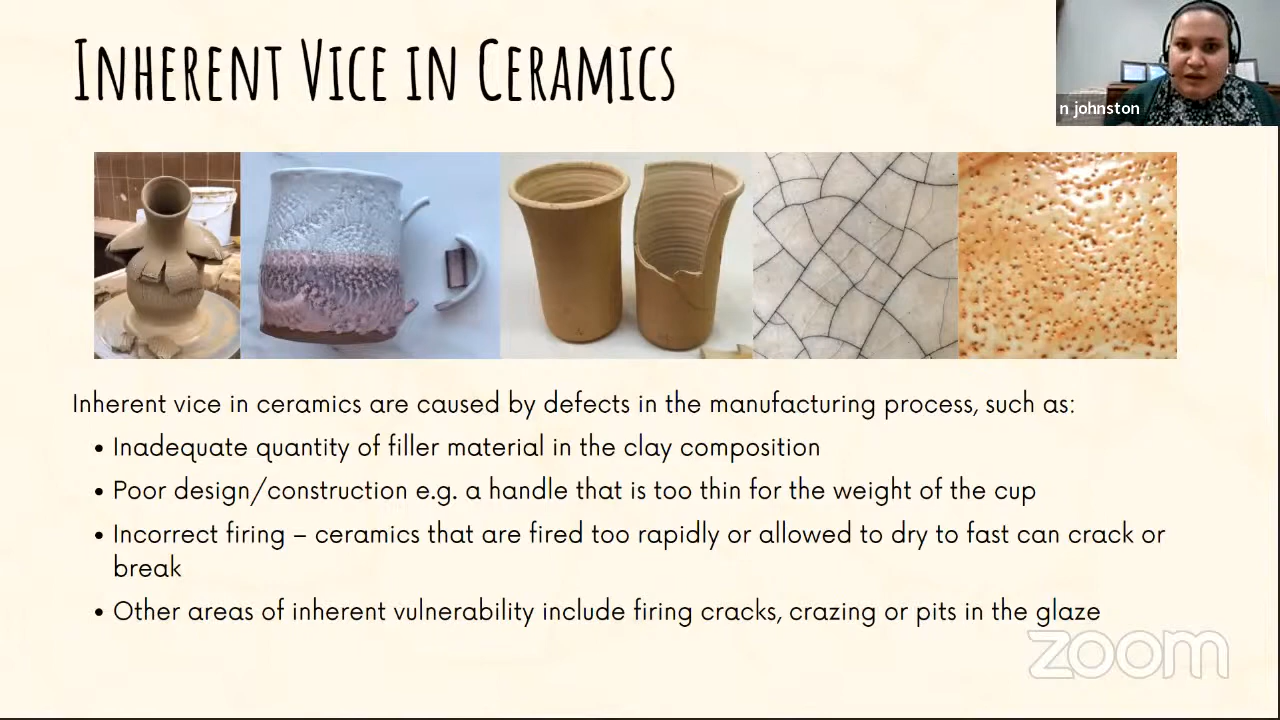 Inherent Vice in Ceramics
n johnston
Inherent vice in ceramics are caused by defects in the manufacturing process, such as:
• Inadequate quantity of filler material in the clay composition
• Poor design/construction e.g. a handle that is too thin for the weight of the cup
• Incorrect firing – ceramics that are fired too rapidly or allowed to dry to fast can crack or
break
• Other areas of inherent vulnerability include firing cracks, crazing or pits in the glaze
zoom